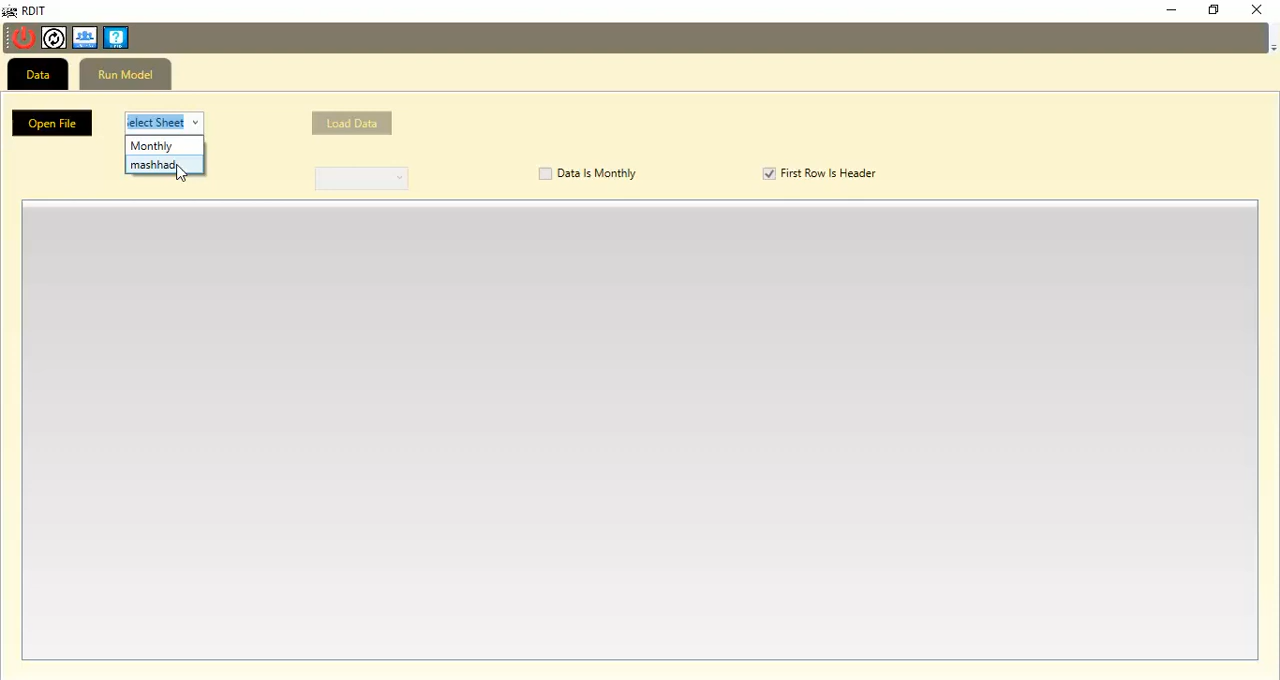 RDIT
Data
Run Model
Open File
elect Sheet
Load Data
Monthly
mashhad
Data Is Monthly
First Row Is Header